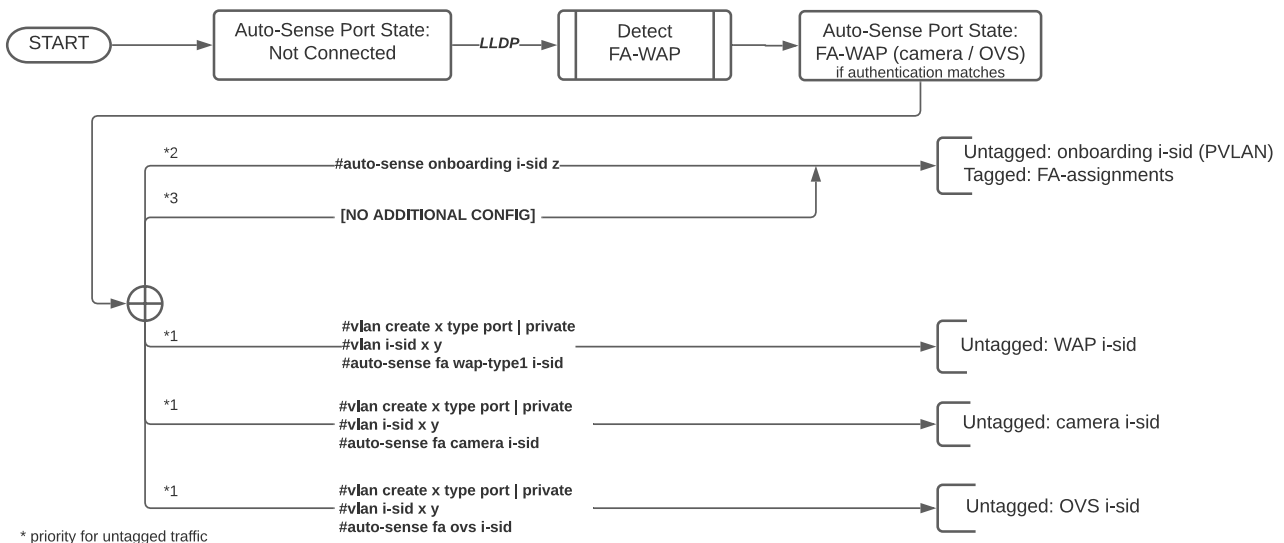 START
Auto-Sense Port State:
Not Connected
LLDP
Detect
FA-WAP
Auto-Sense Port State:
FA-WAP (camera / OVS)
if authentication matches
*2
#auto-sense onboarding i-sid z
Untagged: onboarding i-sid (PVLAN)
Tagged: FA-assignments
*3
[NO ADDITIONAL CONFIG]
*1
#vlan create x type port | private
#vlan i-sid x y
#auto-sense fa wap-type1 i-sid
Untagged: WAP i-sid
*1
#vlan create x type port | private
#vlan i-sid x y
#auto-sense fa camera i-sid
Untagged: camera i-sid
*1
#vlan create x type port | private
#vlan i-sid x y
#auto-sense fa ovs i-sid
Untagged: OVS i-sid
* priority for untagged traffic